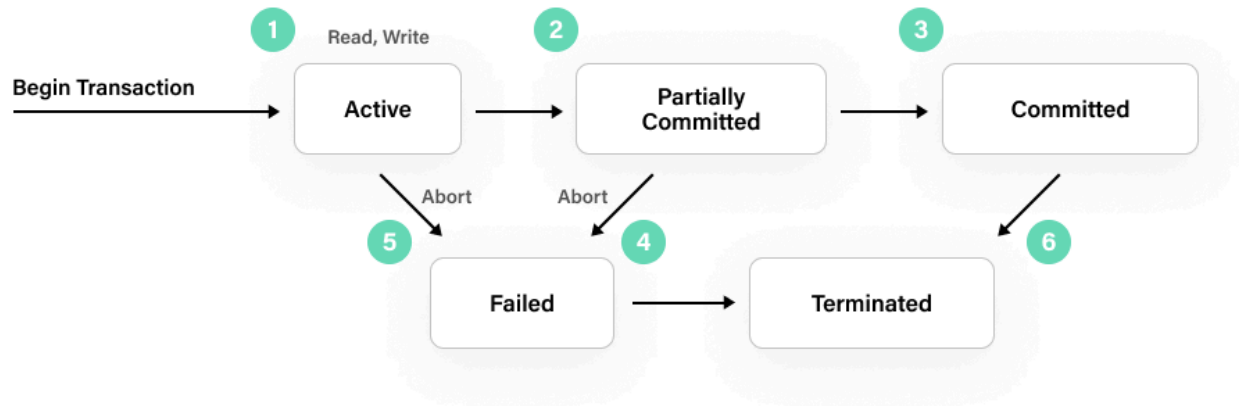 1
Read, Write
2
3
Begin Transaction
Active
Partially
Committed
Committed
Abort
Abort
5
4
6
Failed
Terminated